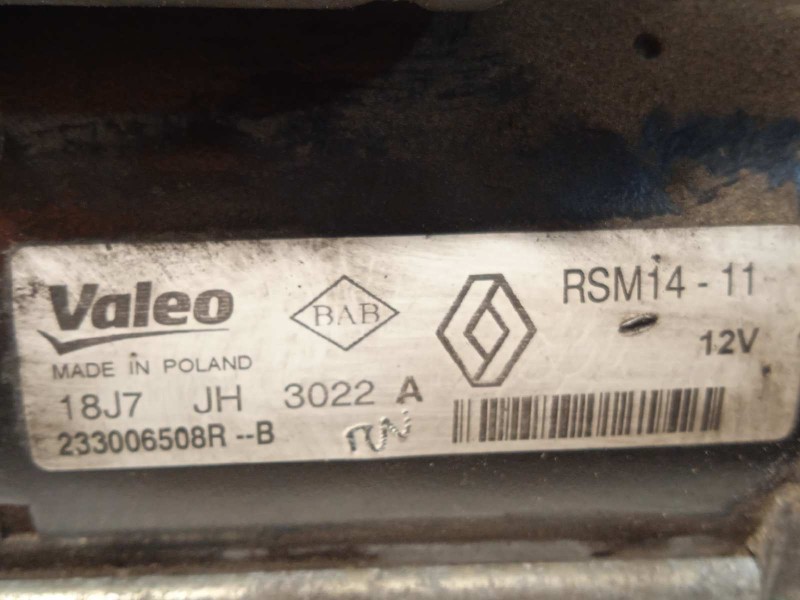 Valeo
BAB
RSM14 - 11
12V
MADE IN POLAND
18J7 JH 3022 A
233006508R --B